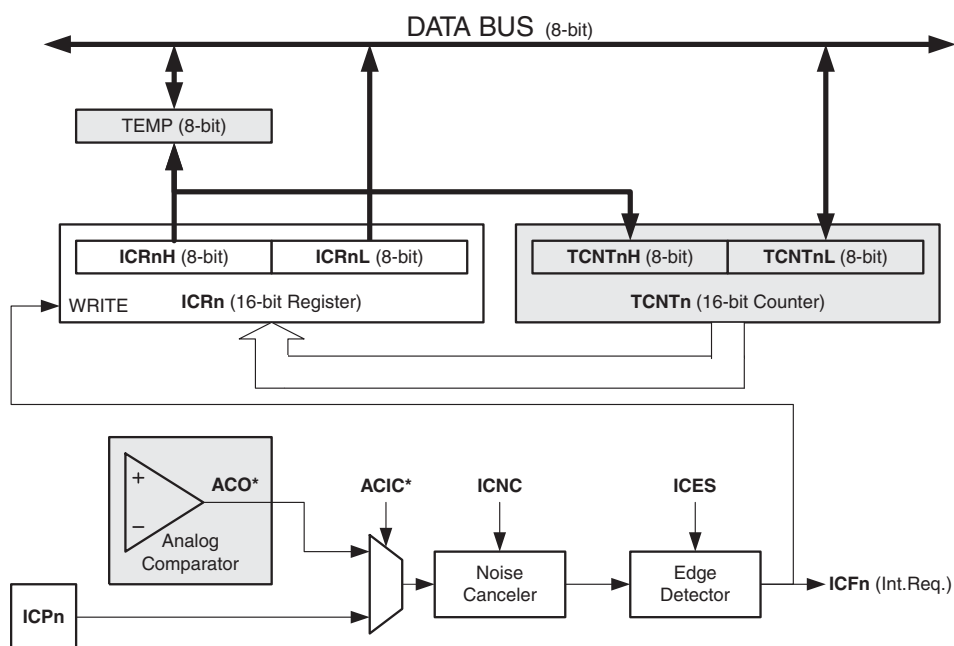 DATA BUS (8-bit)
TEMP (8-bit)
ICRnH (8-bit)
ICRnL (8-bit)
TCNTnH (8-bit)
TCNTnL (8-bit)
WRITE
ICRn (16-bit Register)
TCNTn (16-bit Counter)
+
−
ACO*
Analog
Comparator
ACIC*
ICNC
ICES
Noise
Canceler
Edge
Detector
ICFn (Int.Req.)
ICPn